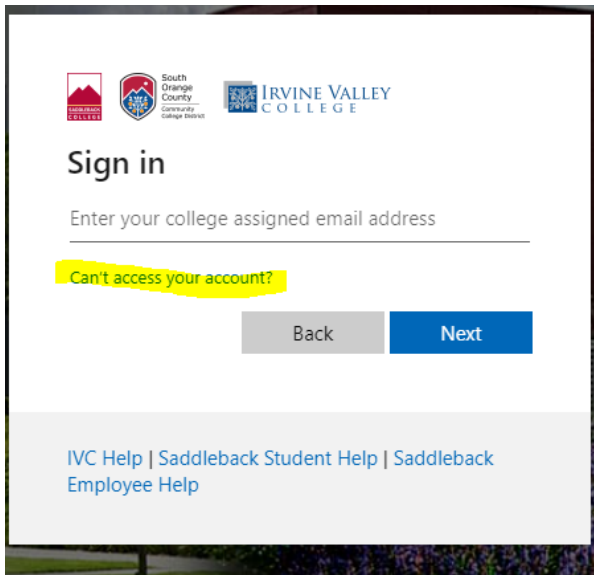 SADDLEBACK
COLLEGE
South
Orange
County
Community
College District
IRVINE VALLEY
COLLEGE
Sign in
Enter your college assigned email address
Can't access your account?
Back
Next
IVC Help | Saddleback Student Help | Saddleback
Employee Help